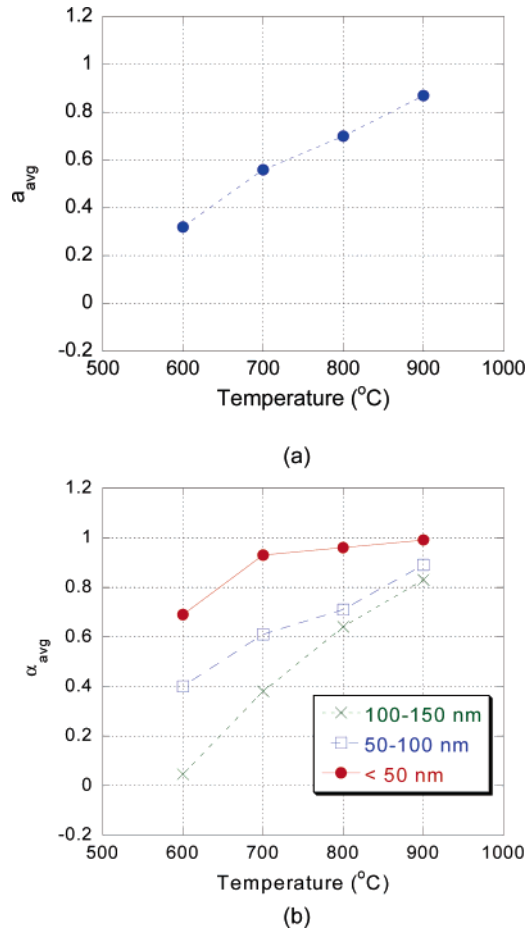 1.2
1
0.8
0.6
0.4
0.2
0
-0.2
a_avg
500 600 700 800 900 1000
Temperature (°C)
(a)
1.2
1
0.8
0.6
0.4
0.2
0
-0.2
α_avg
100-150 nm
50-100 nm
< 50 nm
500 600 700 800 900 1000
Temperature (°C)
(b)